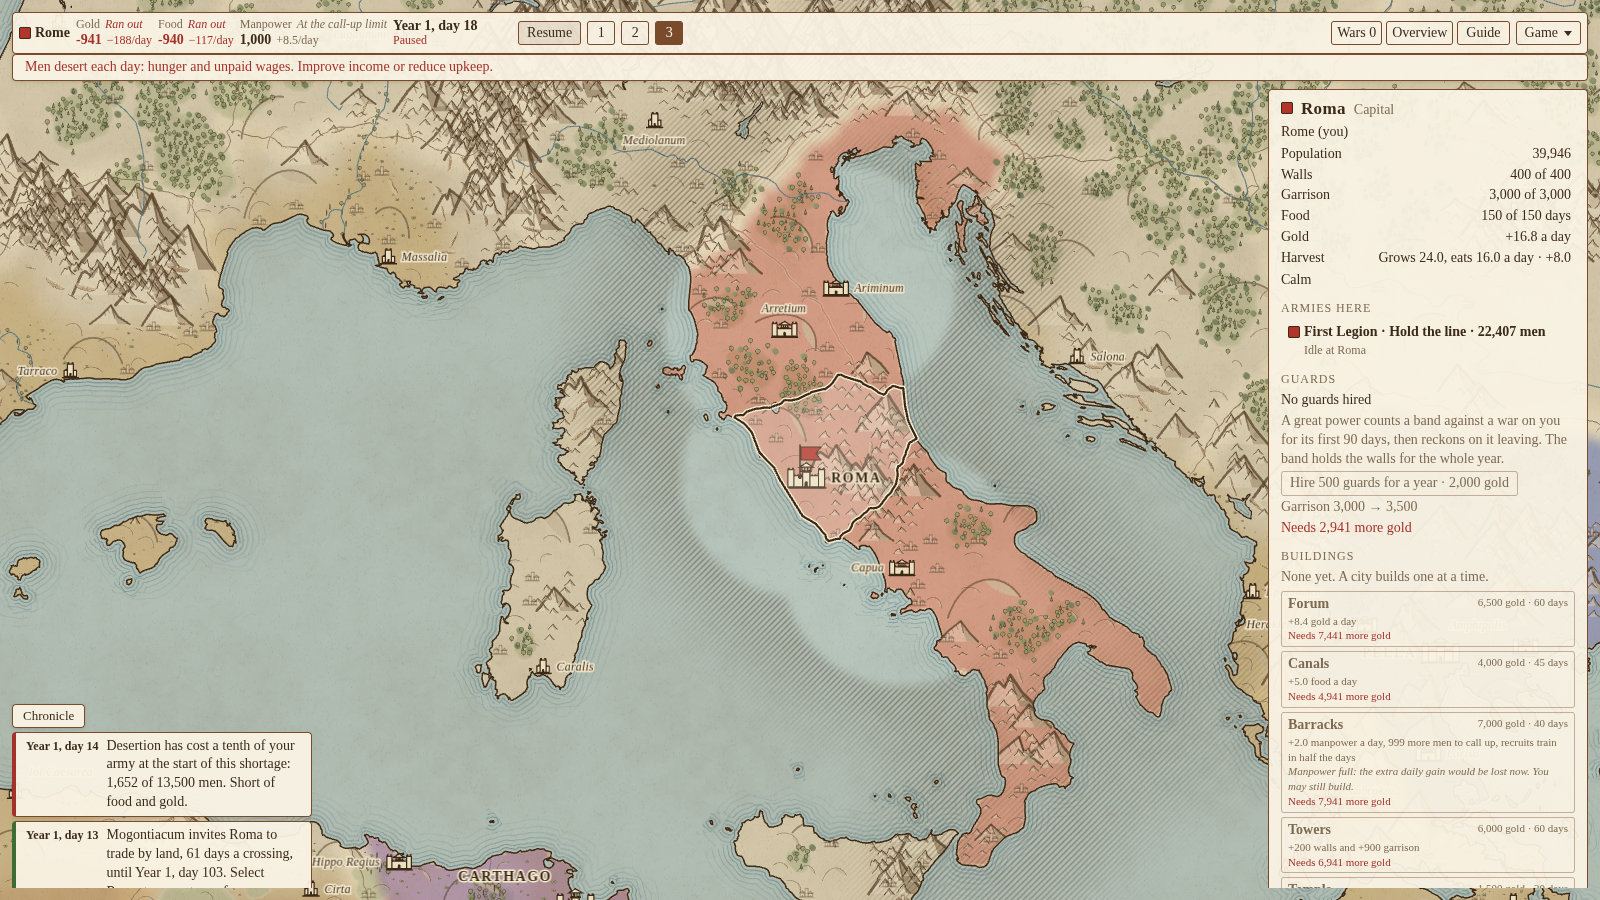 Rome
Gold Ran out
-941 −188/day
Food Ran out
-940 −117/day
Manpower At the call-up limit
1,000 +8.5/day
Year 1, day 18
Paused
Resume
1
2
3
Wars 0
Overview
Guide
Game
Men desert each day: hunger and unpaid wages. Improve income or reduce upkeep.
Mediolanum
Massalia
Ariminum
Arretium
Tarraco
Salona
ROMA
Capua
Caralis
Hippo Regius
CARTHAGO
Cirta
Chronicle
Year 1, day 14
Desertion has cost a tenth of your
army at the start of this shortage:
1,652 of 13,500 men. Short of
food and gold.
Year 1, day 13
Mogontiacum invites Roma to
trade by land, 61 days a crossing,
until Year 1, day 103. Select
Roma Capital
Rome (you)
Population 39,946
Walls 400 of 400
Garrison 3,000 of 3,000
Food 150 of 150 days
Gold +16.8 a day
Harvest Grows 24.0, eats 16.0 a day · +8.0
Calm
ARMIES HERE
First Legion · Hold the line · 22,407 men
Idle at Roma
GUARDS
No guards hired
A great power counts a band against a war on you
for its first 90 days, then reckons on it leaving. The
band holds the walls for the whole year.
Hire 500 guards for a year · 2,000 gold
Garrison 3,000 → 3,500
Needs 2,941 more gold
BUILDINGS
None yet. A city builds one at a time.
Forum 6,500 gold · 60 days
+8.4 gold a day
Needs 7,441 more gold
Canals 4,000 gold · 45 days
+5.0 food a day
Needs 4,941 more gold
Barracks 7,000 gold · 40 days
+2.0 manpower a day, 999 more men to call up, recruits train
in half the days
Manpower full: the extra daily gain would be lost now. You
may still build.
Needs 7,941 more gold
Towers 6,000 gold · 60 days
+200 walls and +900 garrison
Needs 6,941 more gold